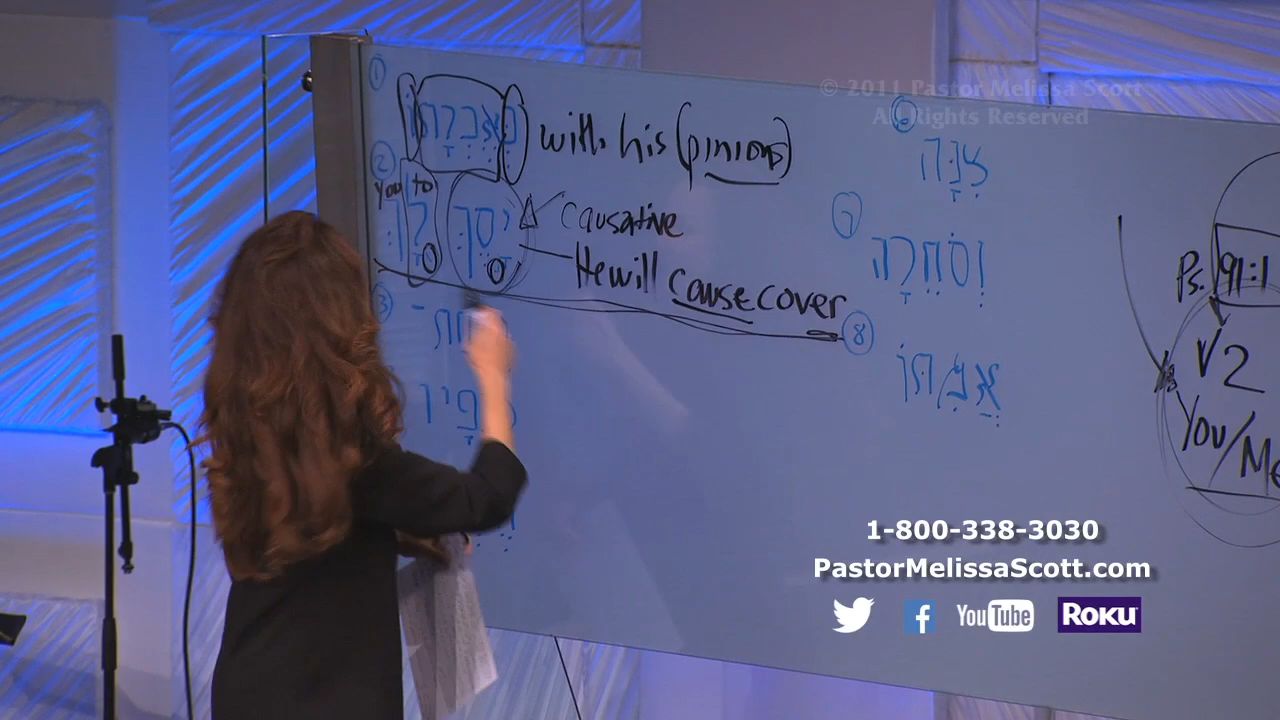 © 2011 Pastor Melissa Scott
All Rights Reserved
1
בְּאֶבְרָתוֹ with his (pinions)
2
You to
לָךְ יָסֶךְ causative
He will cause cover
3
6
צִנָּה
7
וְסֹחֵרָה
8
אֲמִתּוֹ
Ps. 91:1
v 2
You/Me
1-800-338-3030
PastorMelissaScott.com
YouTube Roku